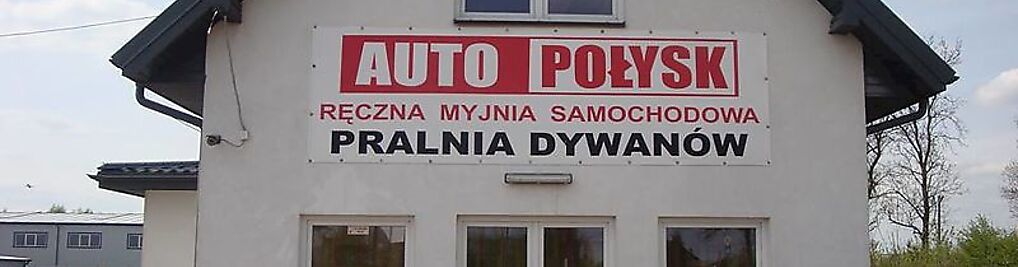 AUTO POŁYSK
RĘCZNA MYJNIA SAMOCHODOWA
PRALNIA DYWANÓW